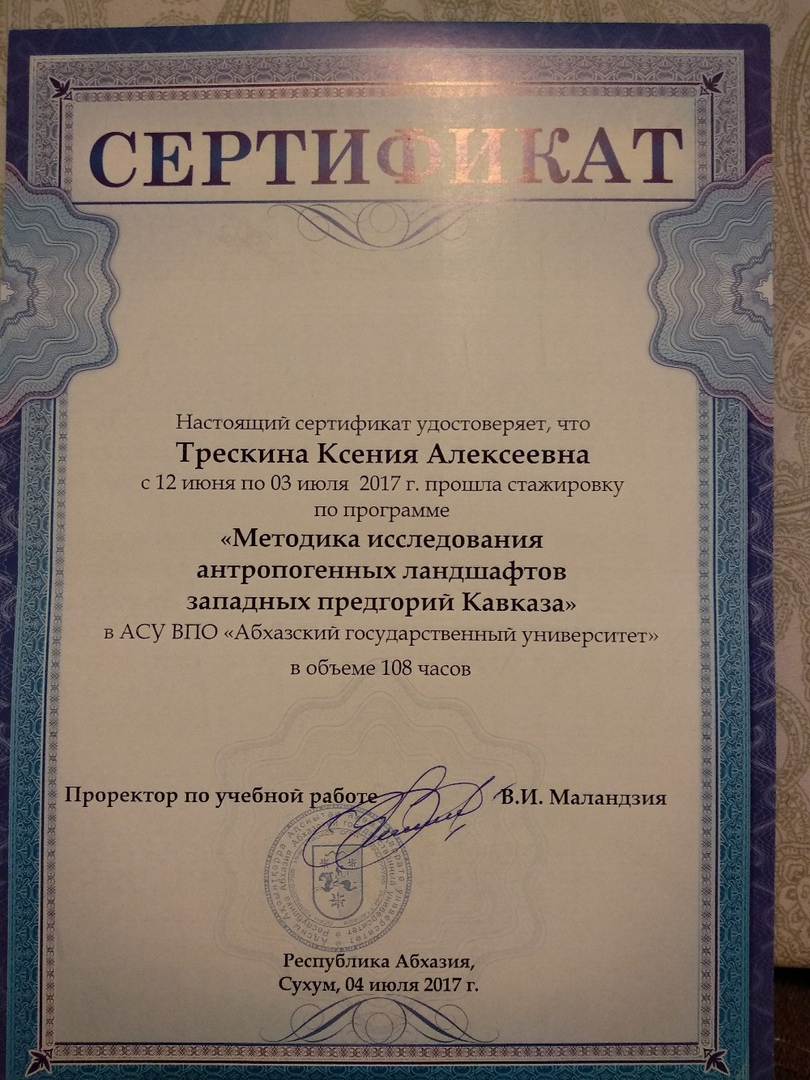 СЕРТИФИКАТ
Настоящий сертификат удостоверяет, что
Трескина Ксения Алексеевна
с 12 июня по 03 июля 2017 г. прошла стажировку
по программе
«Методика исследования
антропогенных ландшафтов
западных предгорий Кавказа»
в АСУ ВПО «Абхазский государственный университет»
в объеме 108 часов
Проректор по учебной работе В.И. Маландзия
Республика Абхазия,
Сухум, 04 июля 2017 г.